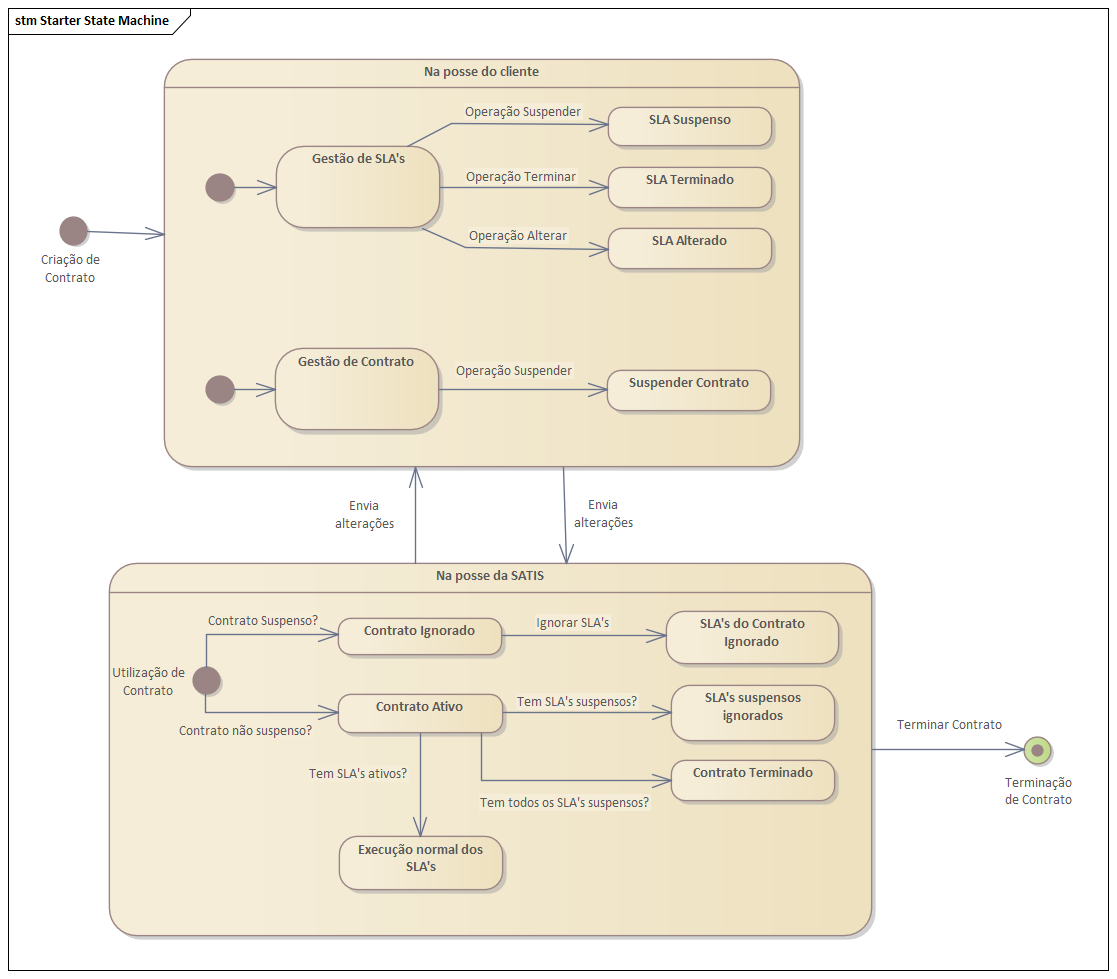 stm Starter State Machine
Na posse do cliente
Operação Suspender
SLA Suspenso
Gestão de SLA's
Operação Terminar
SLA Terminado
Operação Alterar
SLA Alterado
Criação de
Contrato
Gestão de Contrato
Operação Suspender
Suspender Contrato
Envia
alterações
Envia
alterações
Na posse da SATIS
Contrato Suspenso?
Contrato Ignorado
Ignorar SLA's
SLA's do Contrato
Ignorado
Utilização de
Contrato
Contrato não suspenso?
Contrato Ativo
Tem SLA's suspensos?
SLA's suspensos
ignorados
Tem SLA's ativos?
Tem todos os SLA's suspensos?
Contrato Terminado
Execução normal dos
SLA's
Terminar Contrato
Terminação
de Contrato